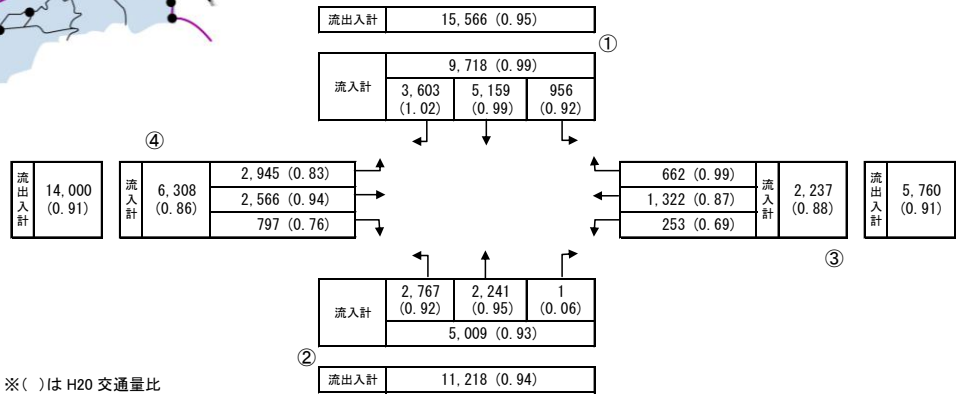 流出入計 15,566 (0.95)
①
流入計 9,718 (0.99)
3,603 (1.02) 5,159 (0.99) 956 (0.92)
④
流出入計 14,000 (0.91)
流入計 6,308 (0.86)
2,945 (0.83)
2,566 (0.94)
797 (0.76)
662 (0.99)
1,322 (0.87)
253 (0.69)
流入計 2,237 (0.88)
流出入計 5,760 (0.91)
③
流入計 2,767 (0.92) 2,241 (0.95) 1 (0.06)
5,009 (0.93)
②
流出入計 11,218 (0.94)
※( )は H20 交通量比